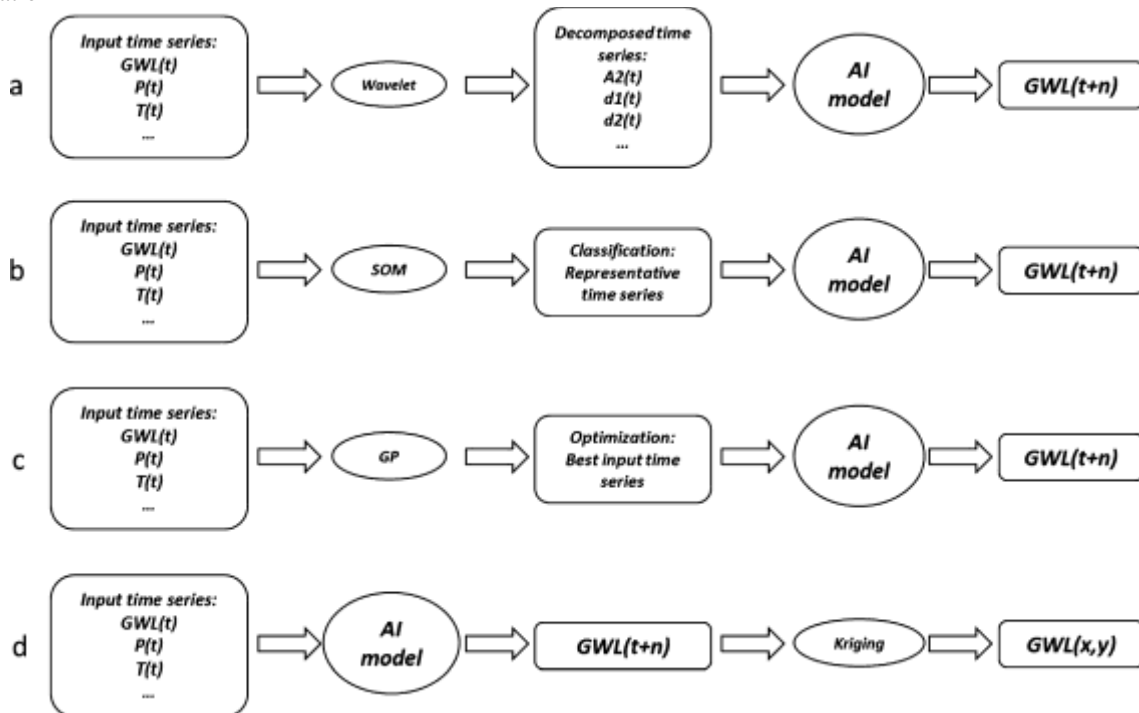 a
Input time series:
GWL(t)
P(t)
T(t)
...
Wavelet
Decomposed time
series:
A2(t)
d1(t)
d2(t)
...
AI
model
GWL(t+n)
b
Input time series:
GWL(t)
P(t)
T(t)
...
SOM
Classification:
Representative
time series
AI
model
GWL(t+n)
c
Input time series:
GWL(t)
P(t)
T(t)
...
GP
Optimization:
Best input time
series
AI
model
GWL(t+n)
d
Input time series:
GWL(t)
P(t)
T(t)
...
AI
model
GWL(t+n)
Kriging
GWL(x,y)